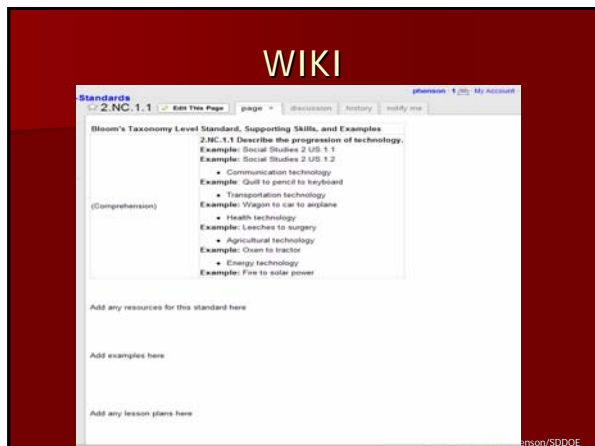 WIKI
phenson 1 My Account
-Standards
2.NC.1.1 Edit This Page page discussion history notify me
Bloom's Taxonomy Level Standard, Supporting Skills, and Examples
2.NC.1.1 Describe the progression of technology.
Example: Social Studies 2.US.1.1
Example: Social Studies 2.US.1.2
• Communication technology
Example: Quill to pencil to keyboard
• Transportation technology
(Comprehension) Example: Wagon to car to airplane
• Health technology
Example: Leeches to surgery
• Agricultural technology
Example: Oxen to tractor
• Energy technology
Example: Fire to solar power
Add any resources for this standard here
Add examples here
Add any lesson plans here
enson/SDDOE